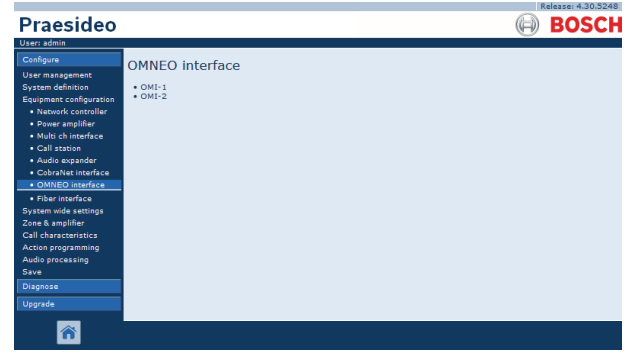 Release: 4.30.5248
Praesideo
BOSCH
User: admin
Configure
User management
System definition
Equipment configuration
• Network controller
• Power amplifier
• Multi ch interface
• Call station
• Audio expander
• CobraNet interface
• OMNEO interface
• Fiber interface
System wide settings
Zone & amplifier
Call characteristics
Action programming
Audio processing
Save
Diagnose
Upgrade
OMNEO interface
• OMI-1
• OMI-2